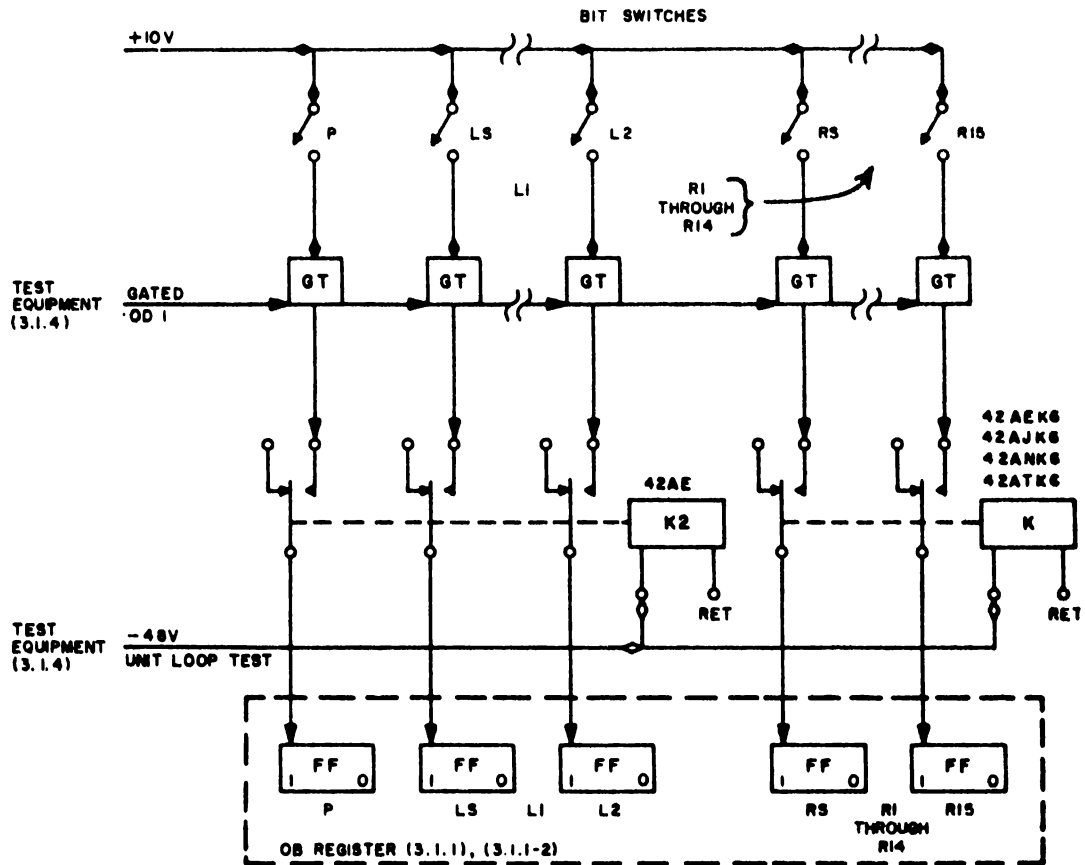 BIT SWITCHES
+10V
P
LS
L2
RS
R15
L1
R1
THROUGH
R14
GT
GT
GT
GT
GT
TEST
EQUIPMENT
(3.1.4)
GATED
OD 1
42AEK6
42AJK6
42ANK6
42ATK6
42AE
K2
K
RET
RET
TEST
EQUIPMENT
(3.1.4)
-48V
UNIT LOOP TEST
FF
1 0
FF
1 0
FF
1 0
FF
1 0
FF
1 0
P
LS
L1
L2
RS
R1
THROUGH
R14
R15
OB REGISTER (3.1.1), (3.1.1-2)